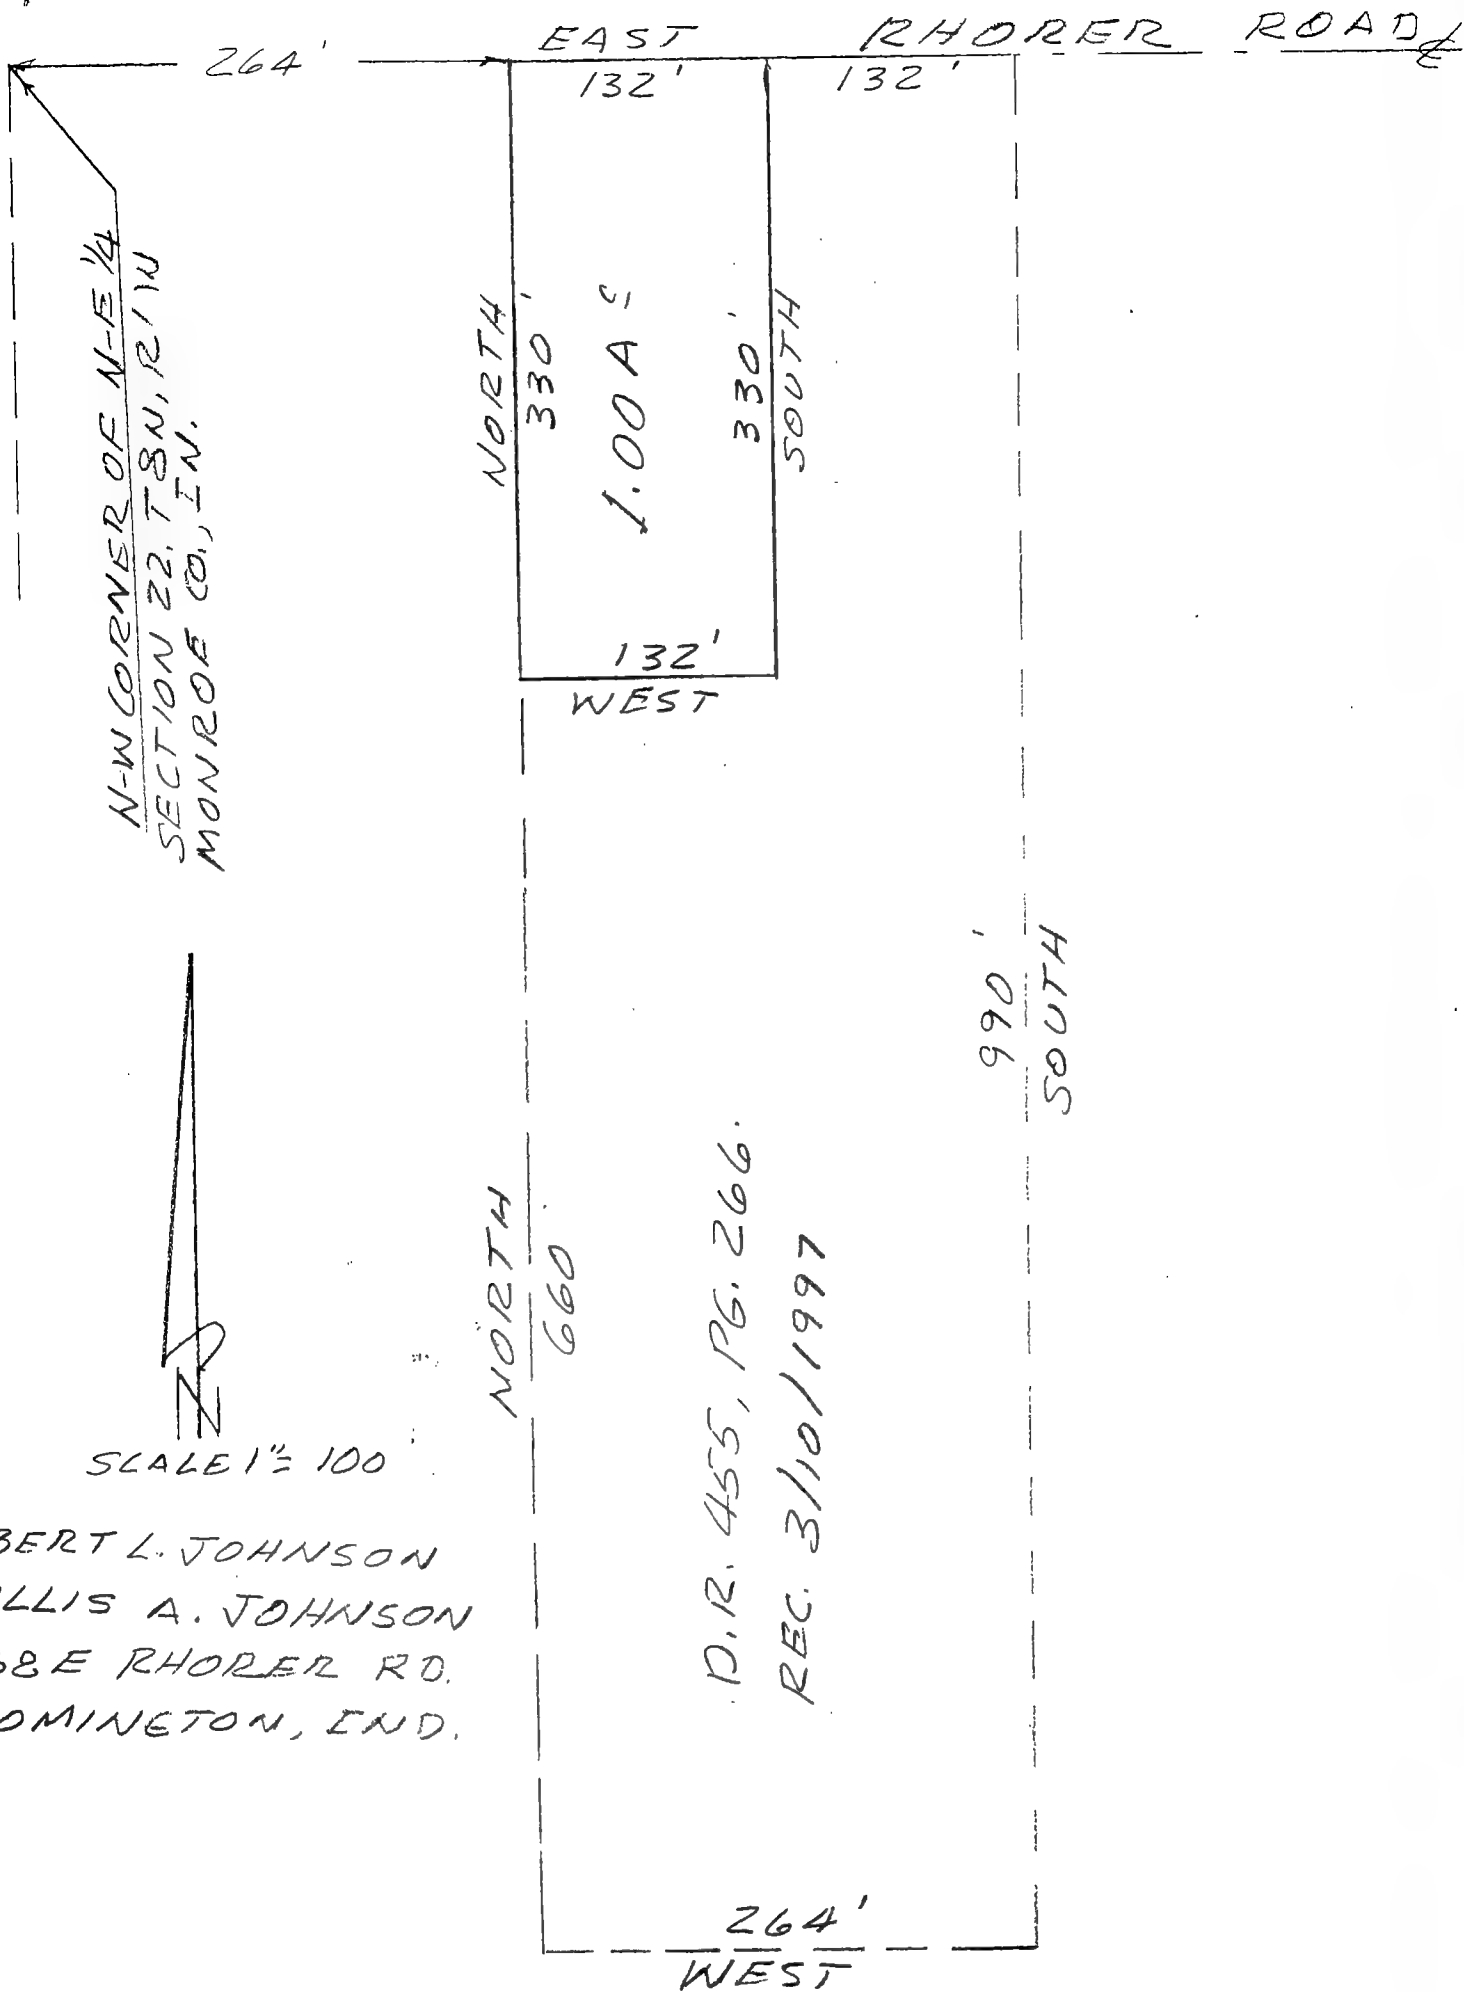 264'
EAST
RHORER ROAD ℄
132'
132'
N-W CORNER OF N-E 1/4
SECTION 22. T8N, R1W
MONROE CO., IN.
NORTH
330'
1.00 A
330'
SOUTH
132'
WEST
990'
SOUTH
NORTH
660'
D.R. 455, PG. 266.
REC. 3/10/1997
N
SCALE 1"= 100'
BERT L. JOHNSON
LLIS A. JOHNSON
8 E RHORER RD.
OMINGTON, IND.
264'
WEST